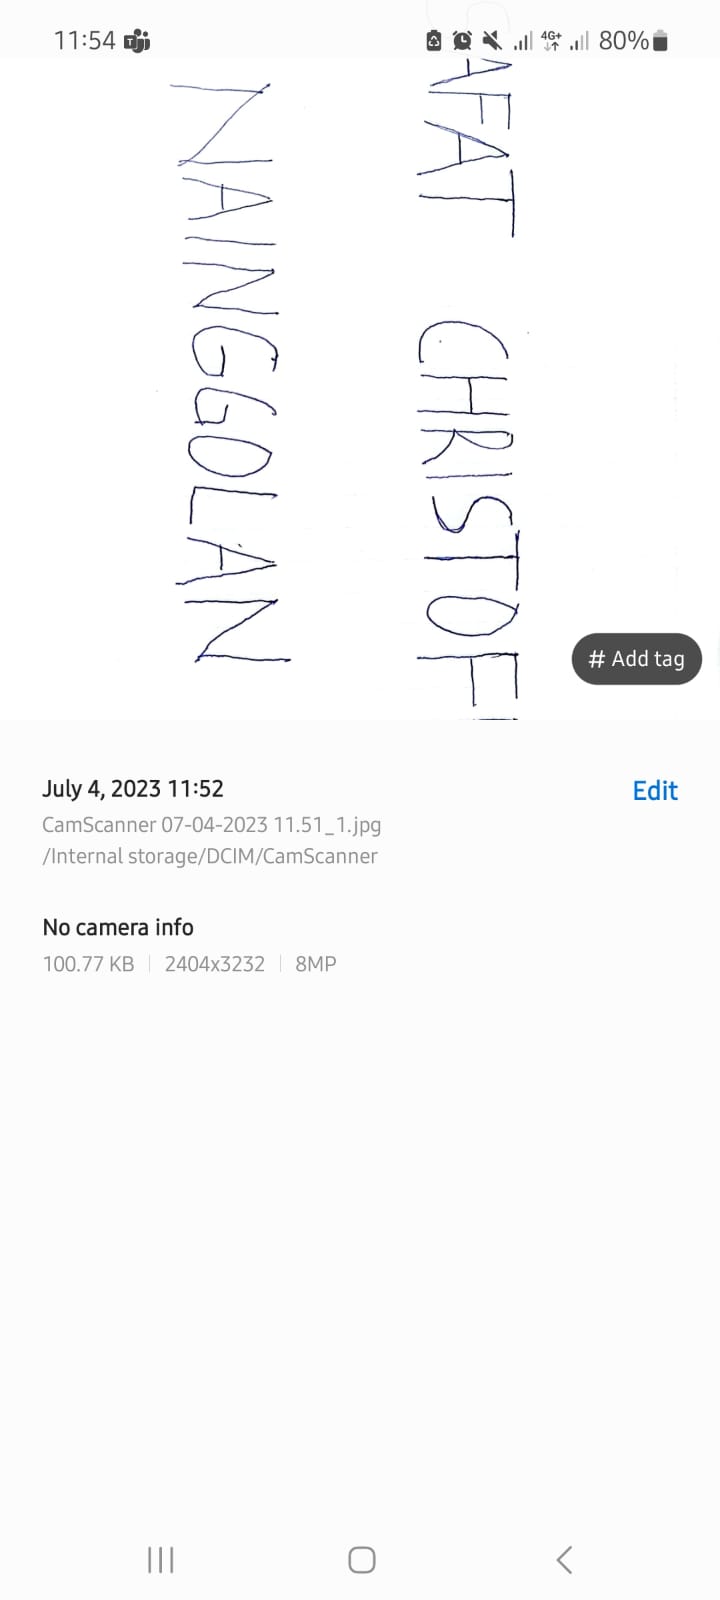 11:54
4G+ 80%
AFAT CHRISTOF
NAINGGOLAN
# Add tag
July 4, 2023 11:52
Edit
CamScanner 07-04-2023 11.51_1.jpg
/Internal storage/DCIM/CamScanner
No camera info
100.77 KB | 2404x3232 | 8MP